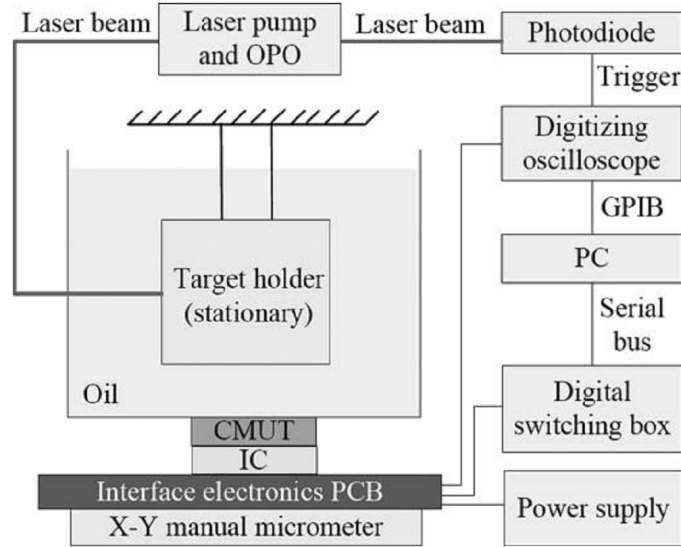 Laser beam
Laser pump
and OPO
Laser beam
Photodiode
Trigger
Digitizing
oscilloscope
GPIB
PC
Serial
bus
Digital
switching box
Power supply
Target holder
(stationary)
Oil
CMUT
IC
Interface electronics PCB
X-Y manual micrometer